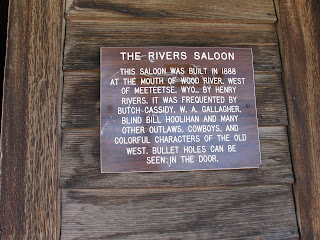 THE RIVERS SALOON
THIS SALOON WAS BUILT IN 1888
AT THE MOUTH OF WOOD RIVER, WEST
OF MEETEETSE, WYO., BY HENRY
RIVERS. IT WAS FREQUENTED BY
BUTCH CASSIDY, W. A. GALLAGHER,
BLIND BILL HOOLIHAN AND MANY
OTHER OUTLAWS, COWBOYS, AND
COLORFUL CHARACTERS OF THE OLD
WEST. BULLET HOLES CAN BE
SEEN IN THE DOOR.